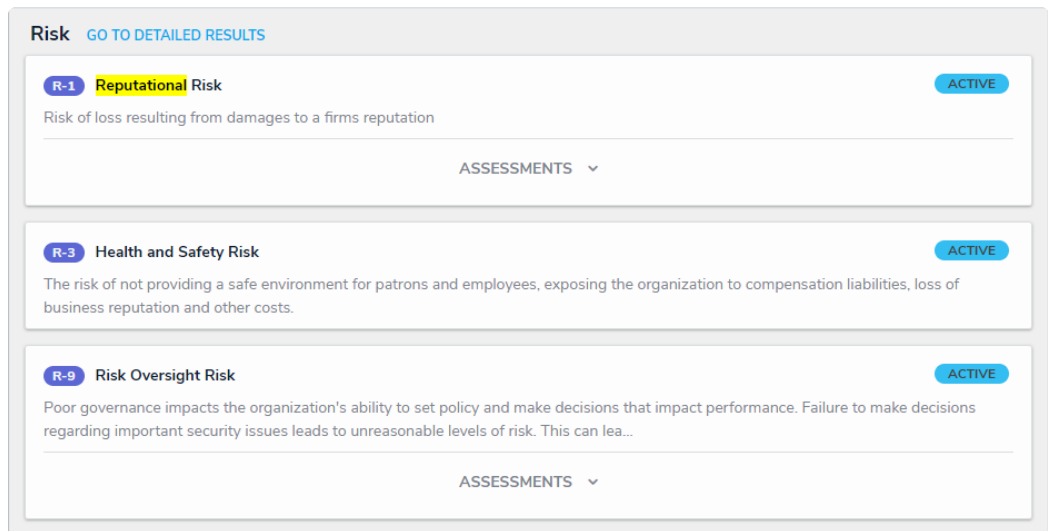 Risk GO TO DETAILED RESULTS
R-1 Reputational Risk ACTIVE
Risk of loss resulting from damages to a firms reputation
ASSESSMENTS
R-3 Health and Safety Risk ACTIVE
The risk of not providing a safe environment for patrons and employees, exposing the organization to compensation liabilities, loss of
business reputation and other costs.
R-9 Risk Oversight Risk ACTIVE
Poor governance impacts the organization's ability to set policy and make decisions that impact performance. Failure to make decisions
regarding important security issues leads to unreasonable levels of risk. This can lea...
ASSESSMENTS